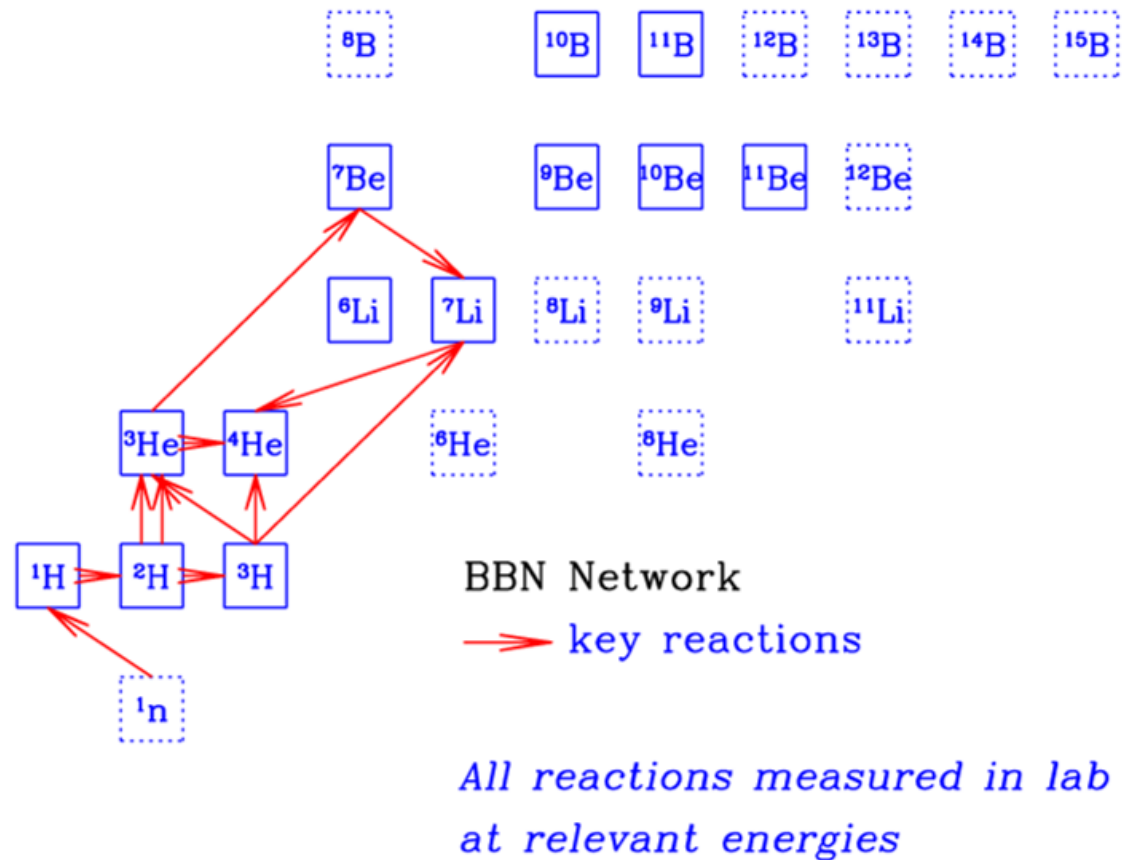 ⁸B ¹⁰B ¹¹B ¹²B ¹³B ¹⁴B ¹⁵B
⁷Be ⁹Be ¹⁰Be ¹¹Be ¹²Be
⁶Li ⁷Li ⁸Li ⁹Li ¹¹Li
³He ⁴He ⁶He ⁸He
¹H ²H ³H
BBN Network
key reactions
¹n
All reactions measured in lab
at relevant energies